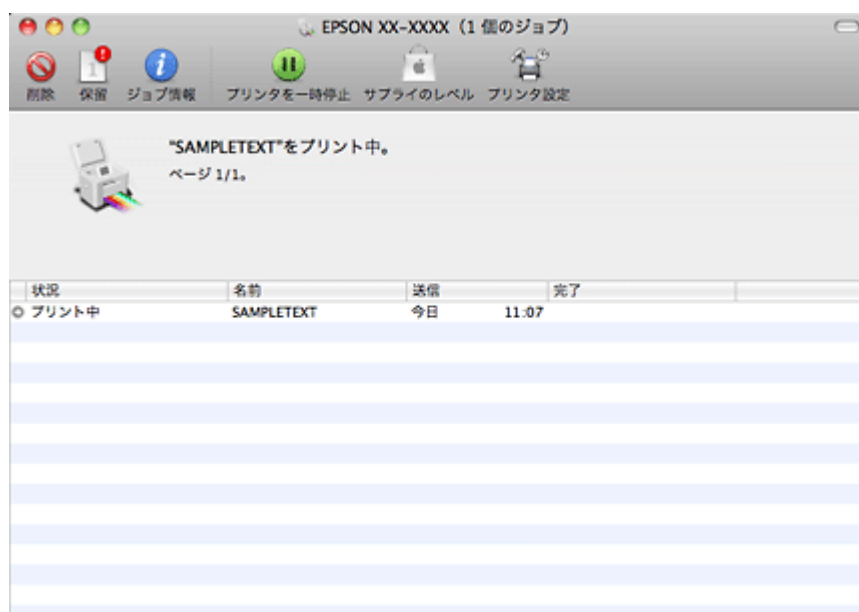 EPSON XX-XXXX（1 個のジョブ）
削除 保留 ジョブ情報 プリンタを一時停止 サプライのレベル プリンタ設定
"SAMPLETEXT"をプリント中。
ページ 1/1。
状況 名前 送信 完了
プリント中 SAMPLETEXT 今日 11:07